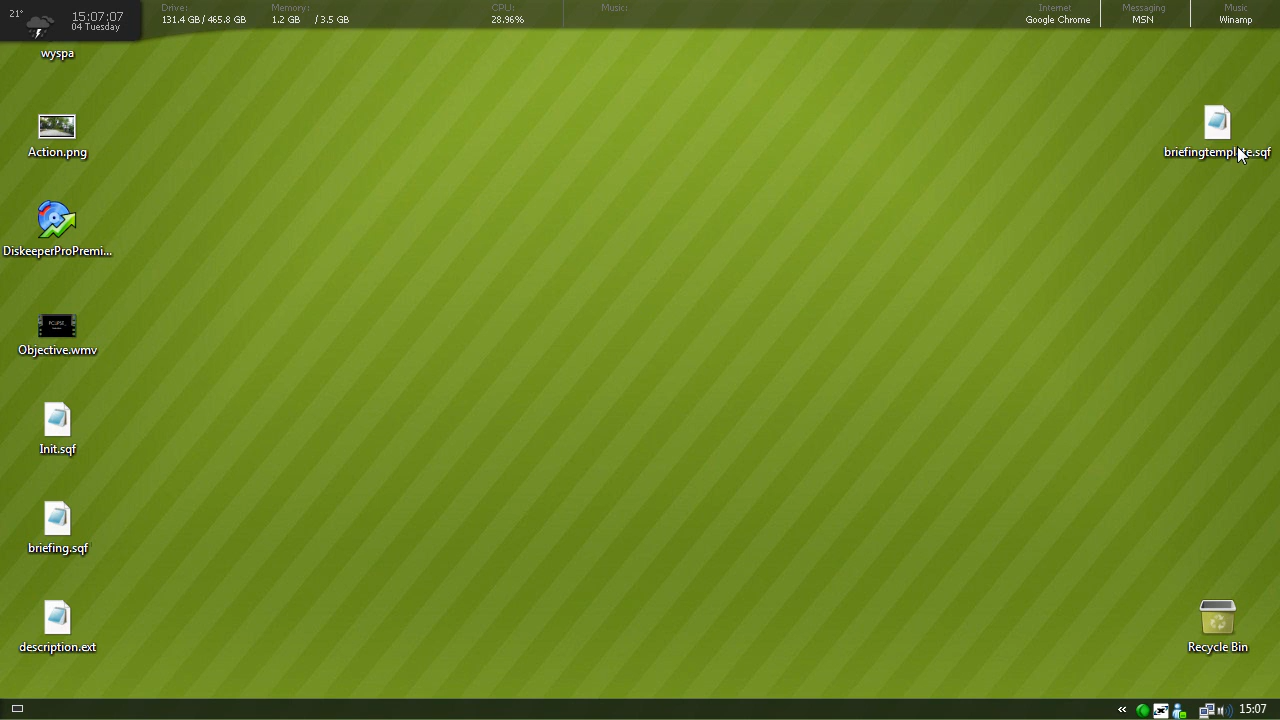 21°
15:07:07
04 Tuesday
Drive:
131.4 GB / 465.8 GB
Memory:
1.2 GB / 3.5 GB
CPU:
28.96%
Music:
Internet
Google Chrome
Messaging
MSN
Music
Winamp
wyspa
Action.png
DiskeeperProPremi...
Objective.wmv
Init.sqf
briefing.sqf
description.ext
briefingtemplate.sqf
Recycle Bin
15:07